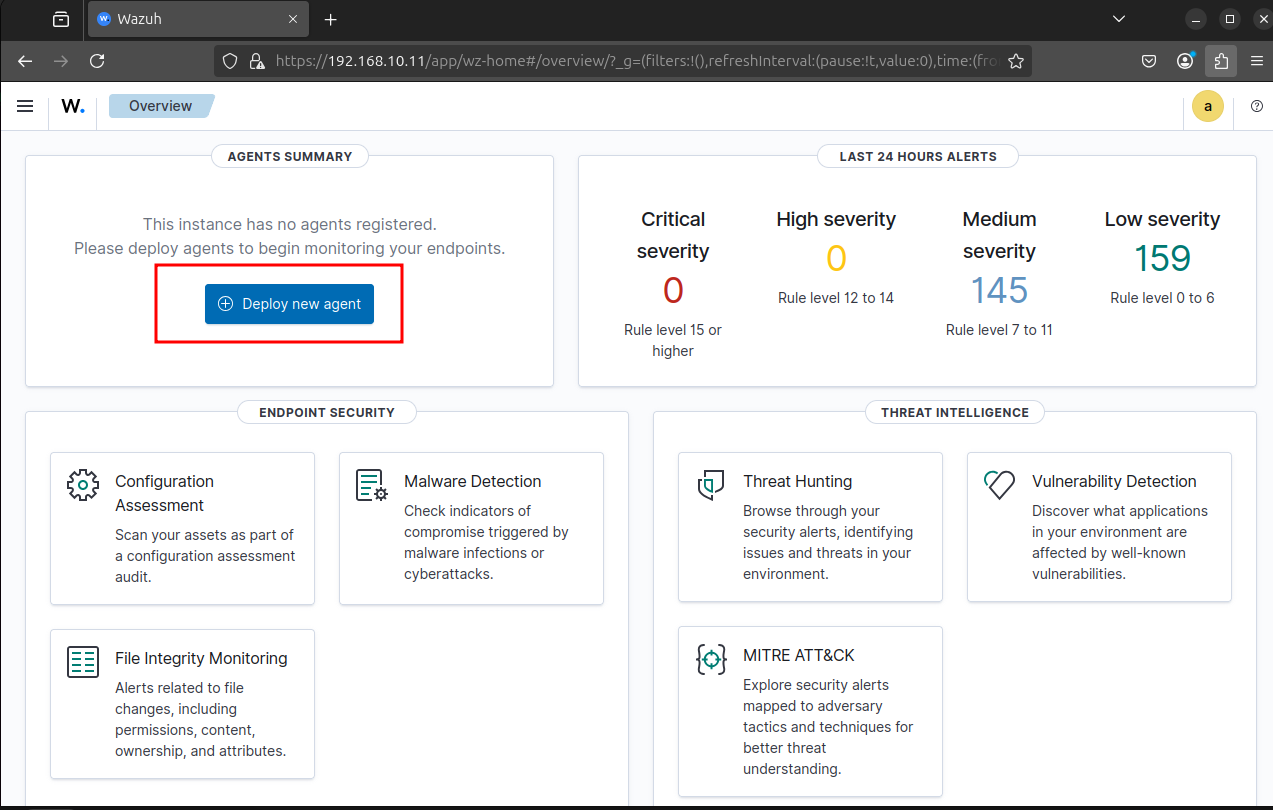 Wazuh
https://192.168.10.11/app/wz-home#/overview/?_g=(filters:!(),refreshInterval:(pause:!t,value:0),time:(fro
W.
Overview
a
AGENTS SUMMARY
This instance has no agents registered.
Please deploy agents to begin monitoring your endpoints.
Deploy new agent
LAST 24 HOURS ALERTS
Critical
severity
0
Rule level 15 or
higher
High severity
0
Rule level 12 to 14
Medium
severity
145
Rule level 7 to 11
Low severity
159
Rule level 0 to 6
ENDPOINT SECURITY
Configuration
Assessment
Scan your assets as part of
a configuration assessment
audit.
Malware Detection
Check indicators of
compromise triggered by
malware infections or
cyberattacks.
File Integrity Monitoring
Alerts related to file
changes, including
permissions, content,
ownership, and attributes.
THREAT INTELLIGENCE
Threat Hunting
Browse through your
security alerts, identifying
issues and threats in your
environment.
Vulnerability Detection
Discover what applications
in your environment are
affected by well-known
vulnerabilities.
MITRE ATT&CK
Explore security alerts
mapped to adversary
tactics and techniques for
better threat
understanding.